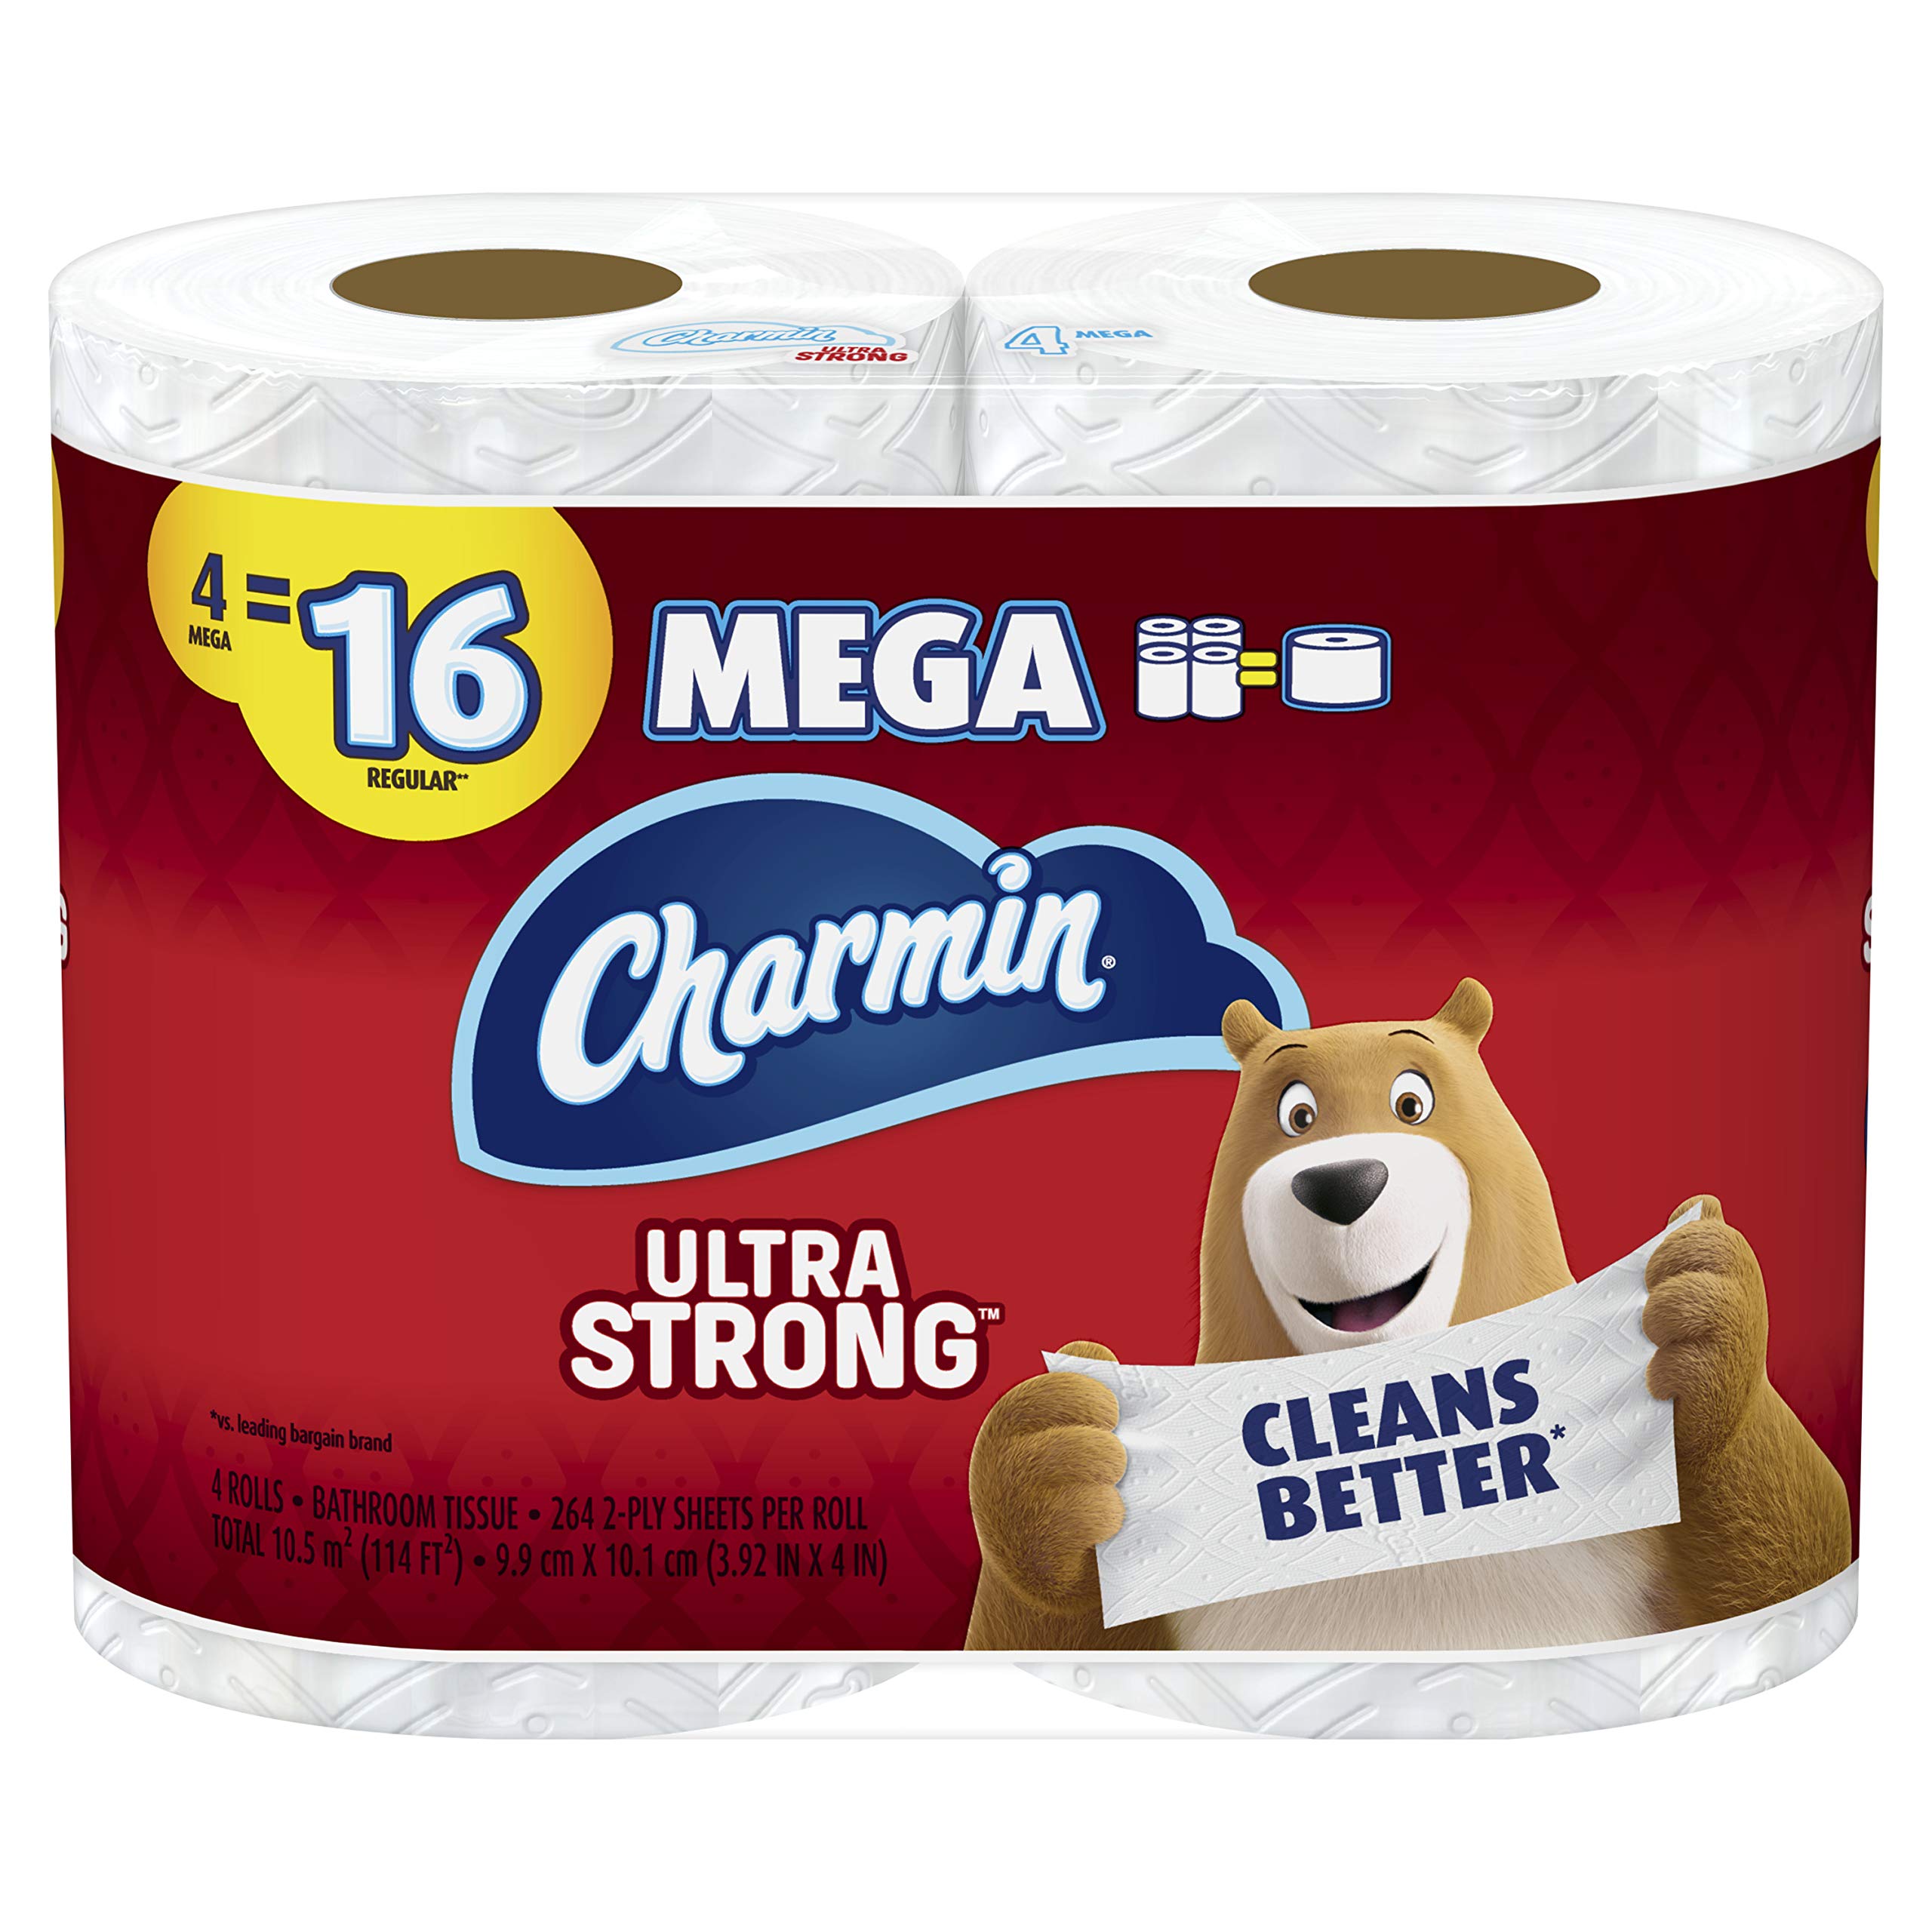 Charmin
ULTRA
STRONG
4 MEGA
4 = 16
MEGA
REGULAR**
MEGA =
Charmin®
ULTRA
STRONG™
CLEANS
BETTER*
*vs. leading bargain brand
4 ROLLS • BATHROOM TISSUE • 264 2-PLY SHEETS PER ROLL
TOTAL 10.5 m² (114 FT²) • 9.9 cm X 10.1 cm (3.92 IN X 4 IN)